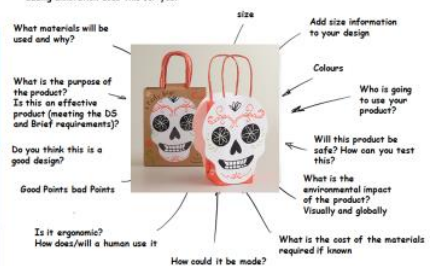 size
What materials will be
used and why?
Add size information
to your design
Colours
What is the purpose of
the product?
Is this an effective
product (meeting the DS
and Brief requirements)?
Who is going
to use your
product?
Do you think this is a
good design?
Will this product be
safe? How can you test
this?
Good Points bad Points
What is the
environmental impact
of the product?
Visually and globally
Is it ergonomic?
How does/will a human use it
What is the cost of the materials
required if known
How could it be made?